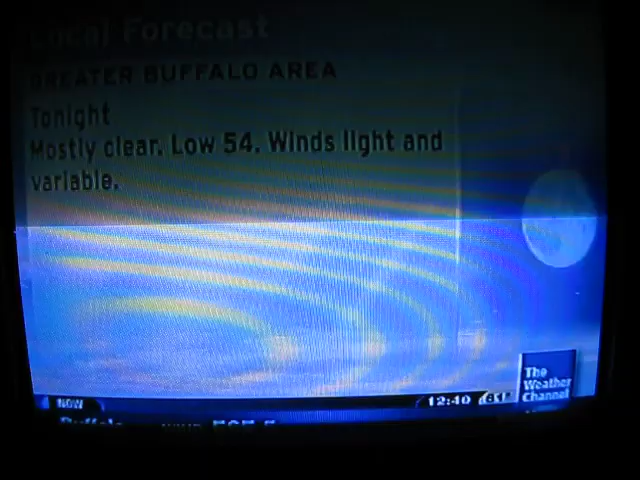 Local Forecast
GREATER BUFFALO AREA
Tonight
Mostly clear. Low 54. Winds light and
variable.
The
Weather
Channel
NOW
12:40
Buffalo